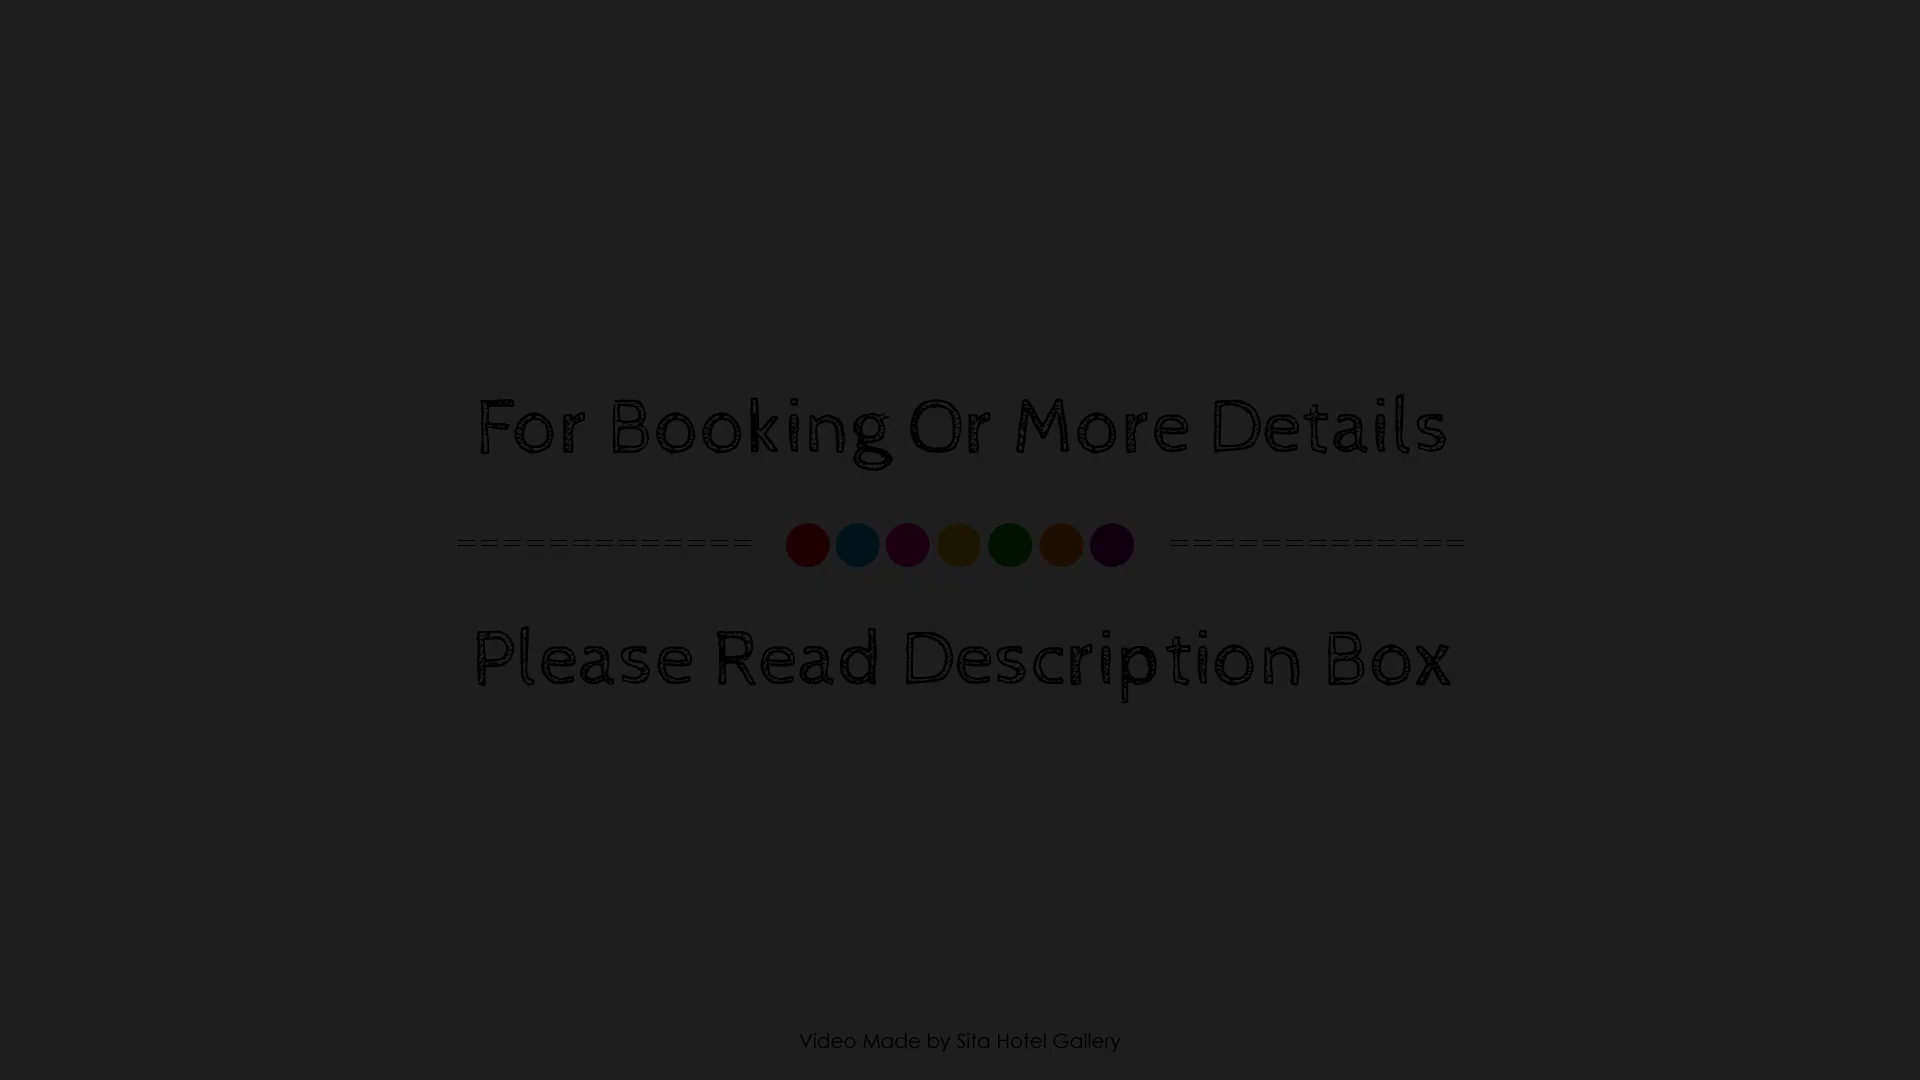 For Booking Or More Details
============= =============
Please Read Description Box
Video Made by Sita Hotel Gallery